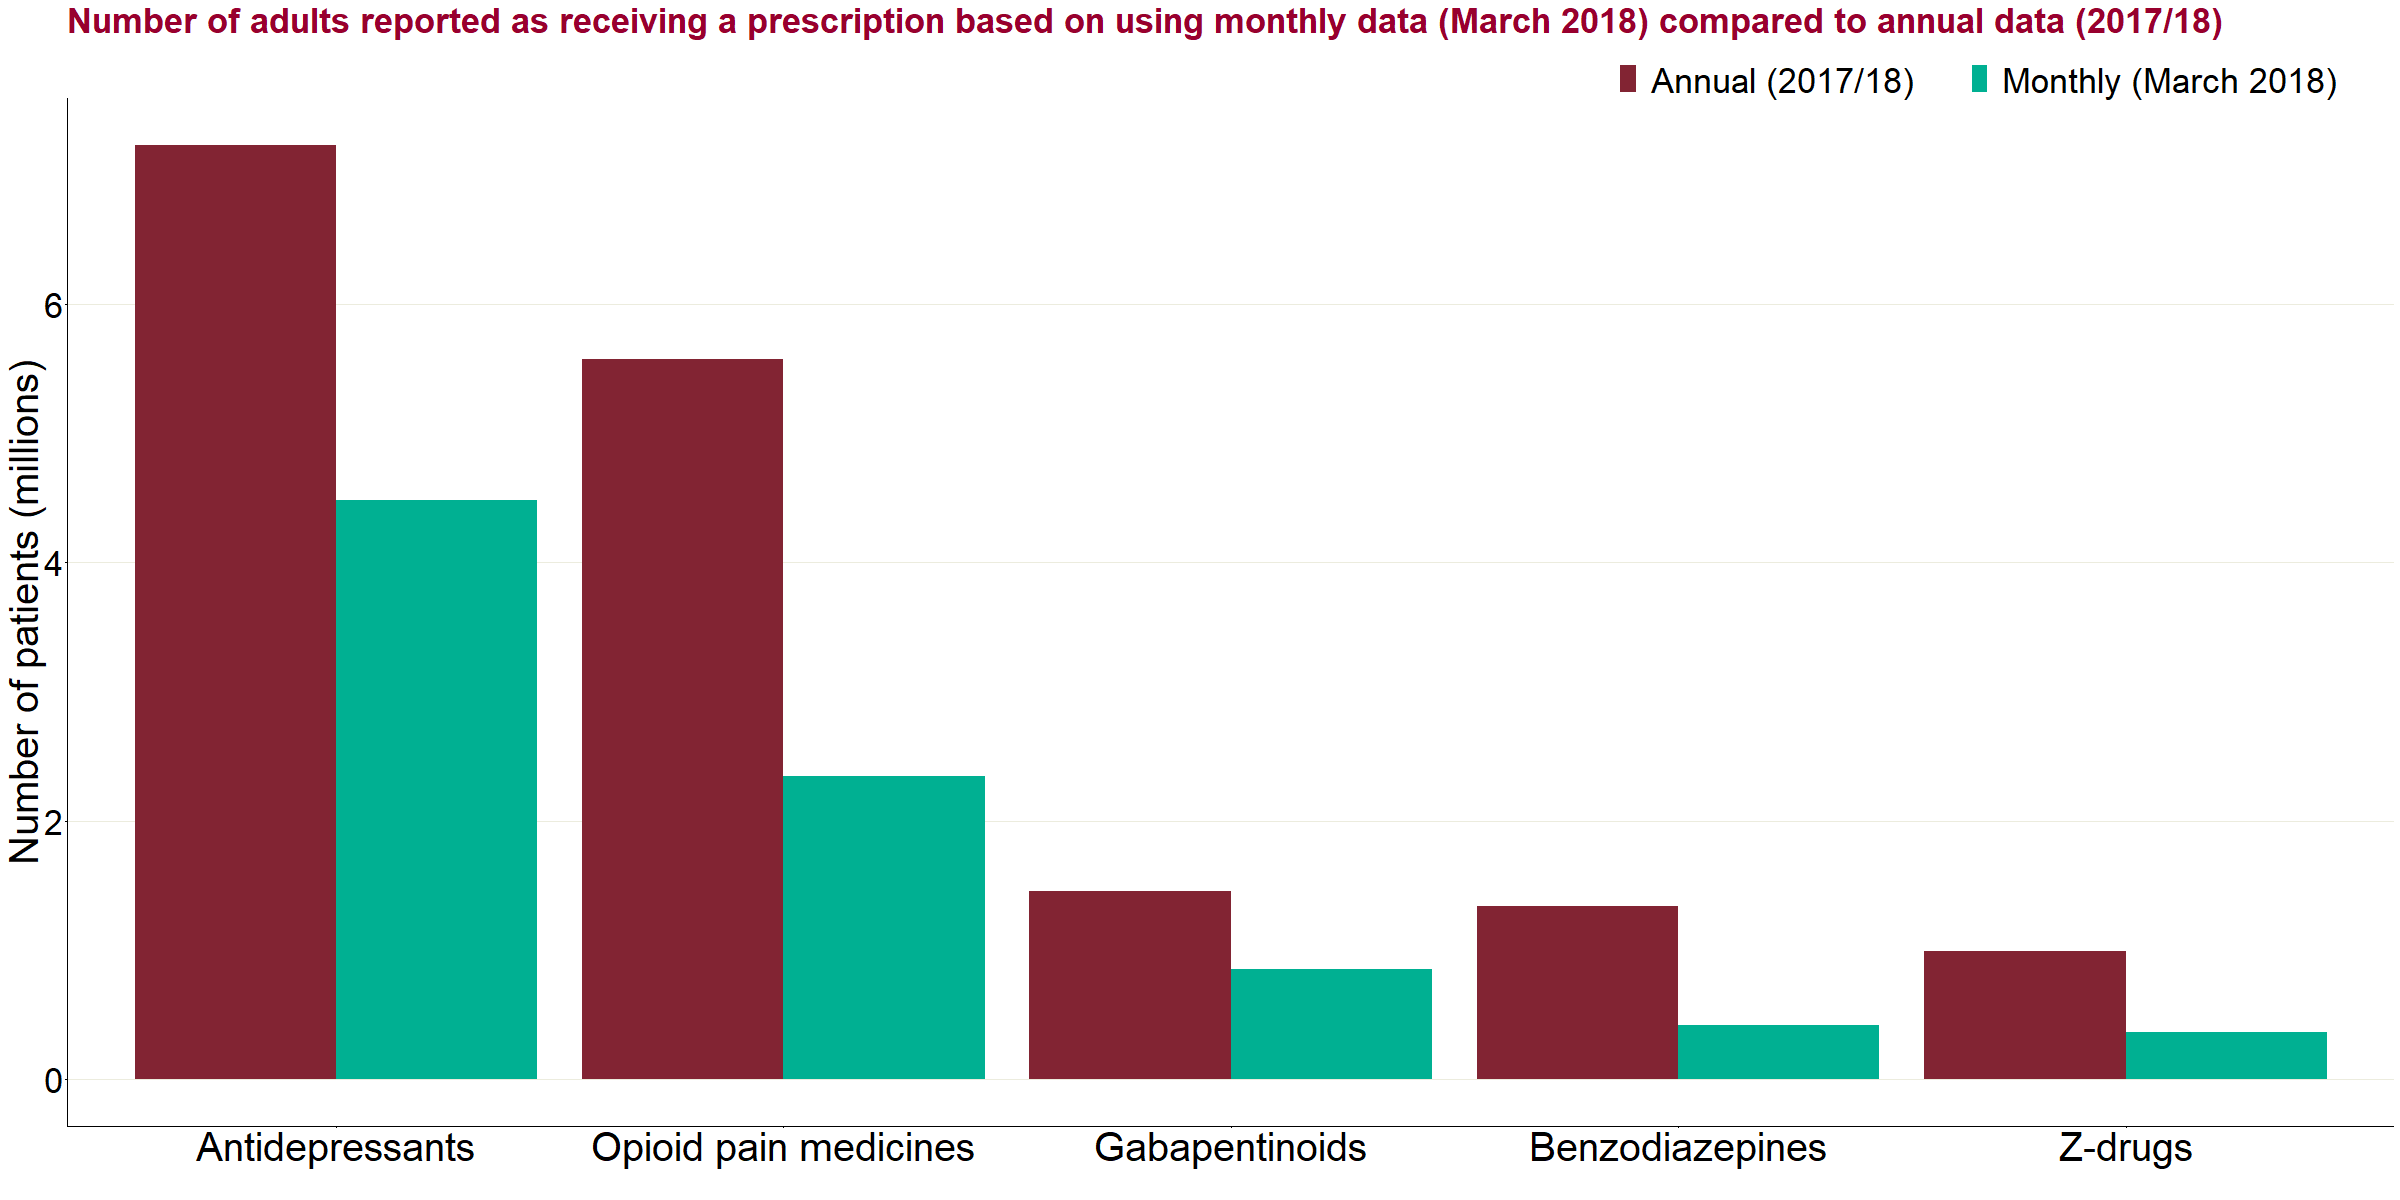 Number of adults reported as receiving a prescription based on using monthly data (March 2018) compared to annual data (2017/18)
Annual (2017/18)
Monthly (March 2018)
Number of patients (millions)
6
4
2
0
Antidepressants
Opioid pain medicines
Gabapentinoids
Benzodiazepines
Z-drugs